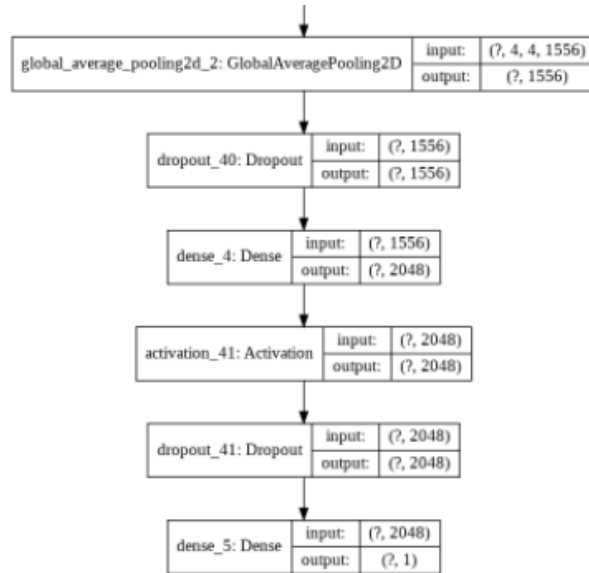 global_average_pooling2d_2: GlobalAveragePooling2D
input: (?, 4, 4, 1556)
output: (?, 1556)
dropout_40: Dropout
input: (?, 1556)
output: (?, 1556)
dense_4: Dense
input: (?, 1556)
output: (?, 2048)
activation_41: Activation
input: (?, 2048)
output: (?, 2048)
dropout_41: Dropout
input: (?, 2048)
output: (?, 2048)
dense_5: Dense
input: (?, 2048)
output: (?, 1)